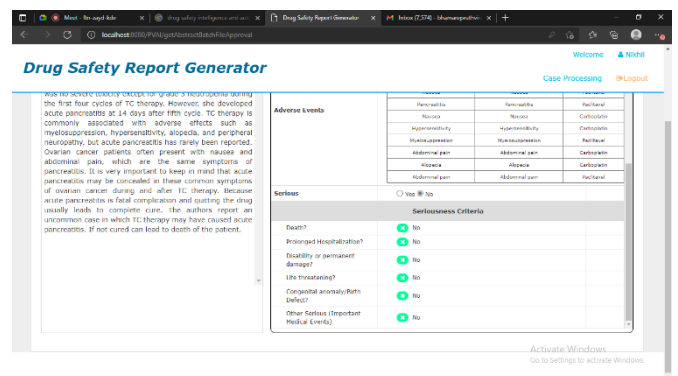 Meet - ftn-aayd-kde
drug safety intelligence and aut
Drug Safety Report Generator
Inbox (7,574) - bhamarepruthvi
localhost:8080/PVAI/getAbstractBatchFileApproval
Welcome
Nikhil
Drug Safety Report Generator
Case Processing
Logout
was no severe toxicity except for grade 3 neutropenia during
the first four cycles of TC therapy. However, she developed
acute pancreatitis at 14 days after fifth cycle. TC therapy is
commonly associated with adverse effects such as
myelosuppression, hypersensitivity, alopecia, and peripheral
neuropathy, but acute pancreatitis has rarely been reported.
Ovarian cancer patients often present with nausea and
abdominal pain, which are the same symptoms of
pancreatitis. It is very important to keep in mind that acute
pancreatitis may be concealed in these common symptoms
of ovarian cancer during and after TC therapy. Because
acute pancreatitis is fatal complication and quitting the drug
usually leads to complete cure. The authors report an
uncommon case in which TC therapy may have caused acute
pancreatitis. If not cured can lead to death of the patient.
Adverse Events
Nausea Nausea Paclitaxel
Pancreatitis Pancreatitis Paclitaxel
Nausea Nausea Carboplatin
Hypersensitivity Hypersensitivity Carboplatin
Myelosuppression Myelosuppression Paclitaxel
Abdominal pain Abdominal pain Carboplatin
Alopecia Alopecia Carboplatin
Abdominal pain Abdominal pain Paclitaxel
Serious Yes No
Seriousness Criteria
Death? No
Prolonged Hospitalization? No
Disability or permanent
damage? No
Life threatening? No
Congenital anomaly/Birth
Defect? No
Other Serious (Important
Medical Events) No
Activate Windows
Go to Settings to activate Windows.